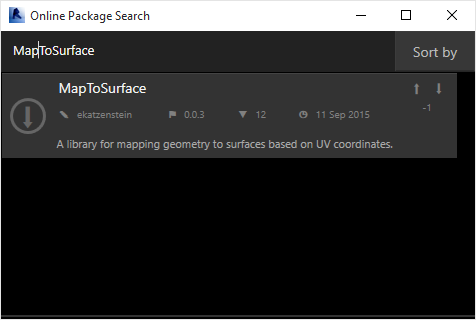 Online Package Search
MapToSurface
Sort by
MapToSurface
ekatzenstein 0.0.3 12 11 Sep 2015
-1
A library for mapping geometry to surfaces based on UV coordinates.